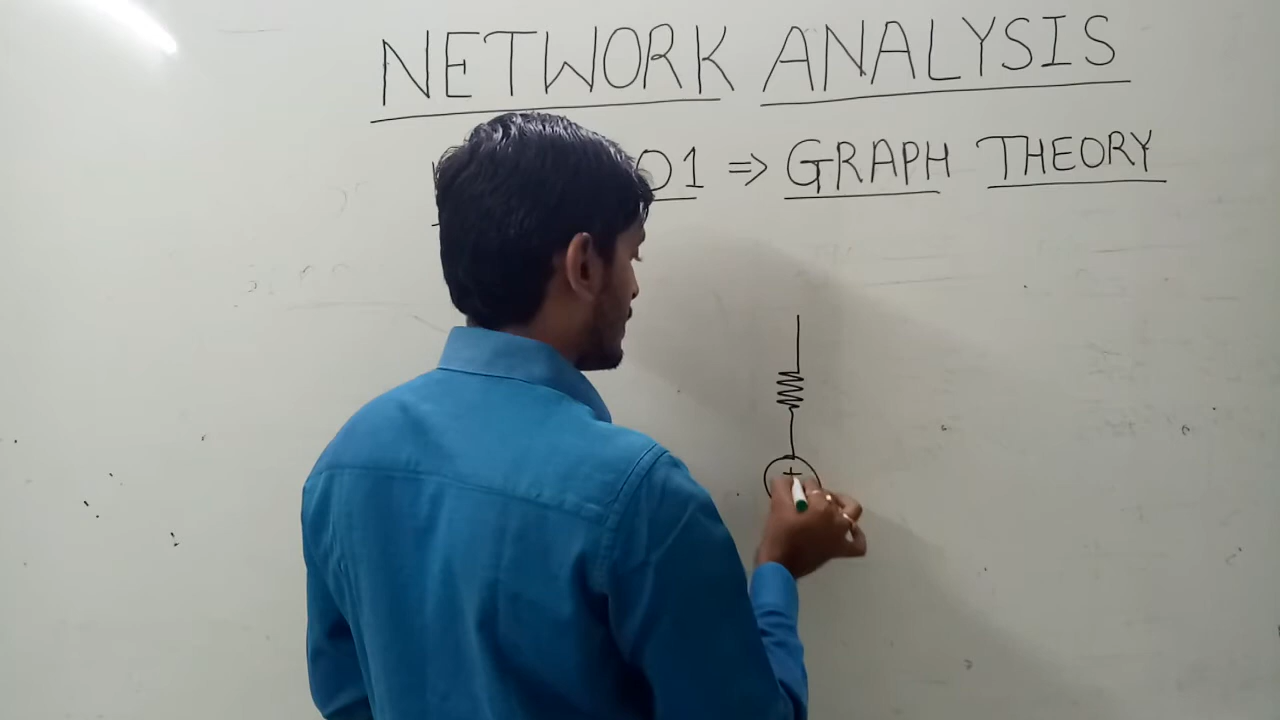 NETWORK ANALYSIS
01 => GRAPH THEORY
+